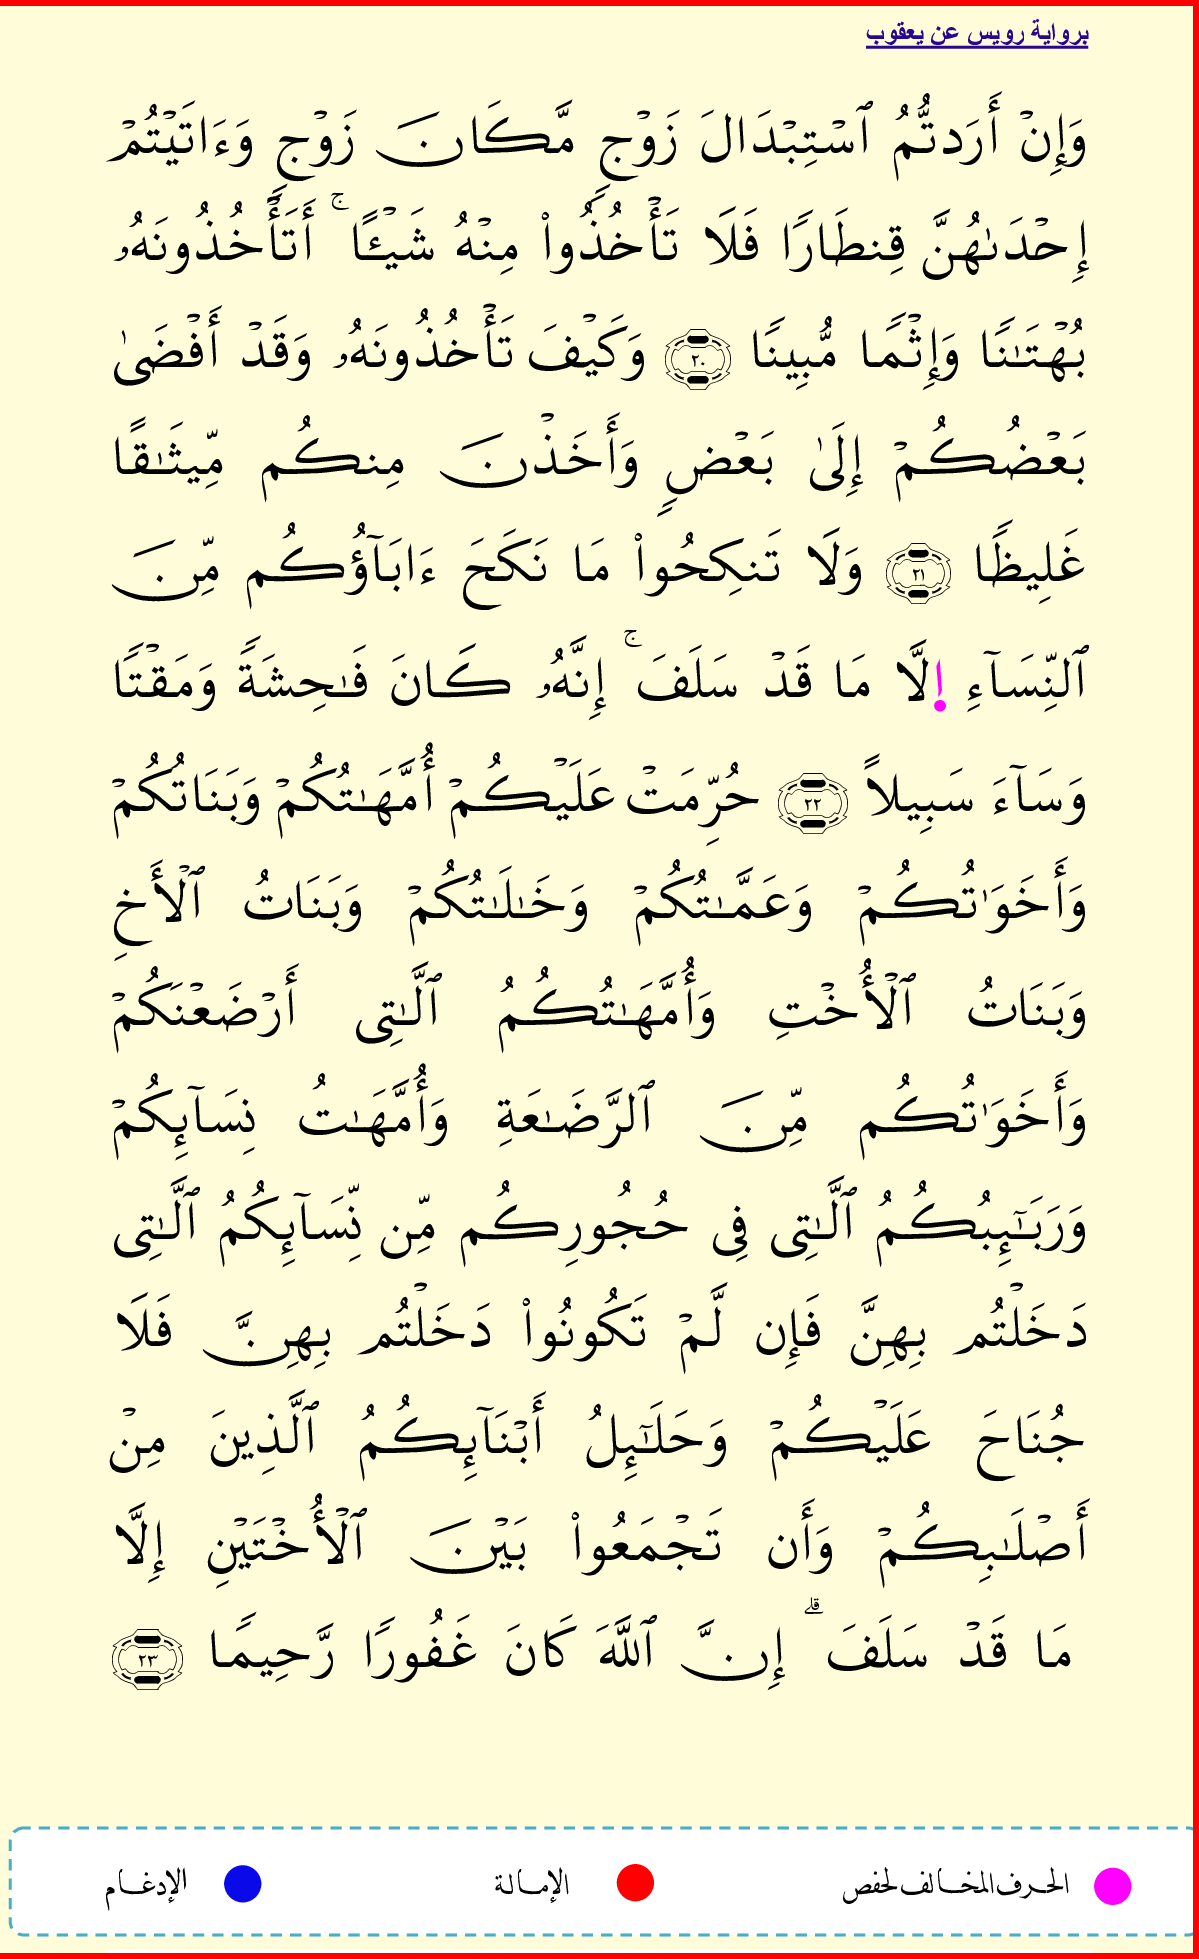 برواية رويس عن يعقوب
وَإِنْ أَرَدتُّمُ ٱسْتِبْدَالَ زَوْجٍ مَّكَانَ زَوْجٍ وَءَاتَيْتُمْ
إِحْدَىٰهُنَّ قِنطَارًا فَلَا تَأْخُذُوا۟ مِنْهُ شَيْـًٔا ۚ أَتَأْخُذُونَهُۥ
بُهْتَـٰنًا وَإِثْمًا مُّبِينًا ٢٠ وَكَيْفَ تَأْخُذُونَهُۥ وَقَدْ أَفْضَىٰ
بَعْضُكُمْ إِلَىٰ بَعْضٍ وَأَخَذْنَ مِنكُم مِّيثَـٰقًا
غَلِيظًا ٢١ وَلَا تَنكِحُوا۟ مَا نَكَحَ ءَابَآؤُكُم مِّنَ
ٱلنِّسَآءِ اِلَّا مَا قَدْ سَلَفَ ۚ إِنَّهُۥ كَانَ فَـٰحِشَةً وَمَقْتًا
وَسَآءَ سَبِيلاً ٢٢ حُرِّمَتْ عَلَيْكُمْ أُمَّهَـٰتُكُمْ وَبَنَاتُكُمْ
وَأَخَوَٰتُكُمْ وَعَمَّـٰتُكُمْ وَخَـٰلَـٰتُكُمْ وَبَنَاتُ ٱلْأَخِ
وَبَنَاتُ ٱلْأُخْتِ وَأُمَّهَـٰتُكُمُ ٱلَّـٰتِى أَرْضَعْنَكُمْ
وَأَخَوَٰتُكُم مِّنَ ٱلرَّضَـٰعَةِ وَأُمَّهَـٰتُ نِسَآئِكُمْ
وَرَبَـٰٓئِبُكُمُ ٱلَّـٰتِى فِى حُجُورِكُم مِّن نِّسَآئِكُمُ ٱلَّـٰتِى
دَخَلْتُم بِهِنَّ فَإِن لَّمْ تَكُونُوا۟ دَخَلْتُم بِهِنَّ فَلَا
جُنَاحَ عَلَيْكُمْ وَحَلَـٰٓئِلُ أَبْنَآئِكُمُ ٱلَّذِينَ مِنْ
أَصْلَـٰبِكُمْ وَأَن تَجْمَعُوا۟ بَيْنَ ٱلْأُخْتَيْنِ إِلَّا
مَا قَدْ سَلَفَ ۗ إِنَّ ٱللَّهَ كَانَ غَفُورًا رَّحِيمًا ٢٣
الحرف المخالف لحفص الإمالة الإدغام